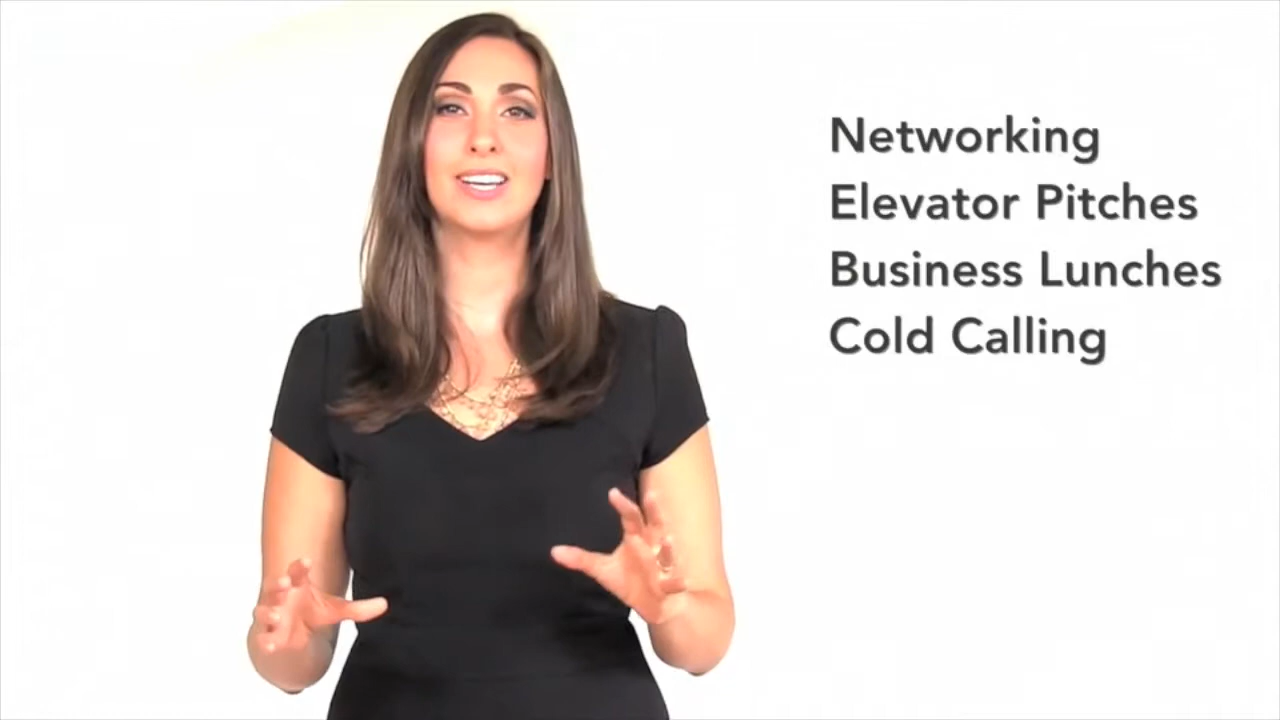 Networking
Elevator Pitches
Business Lunches
Cold Calling